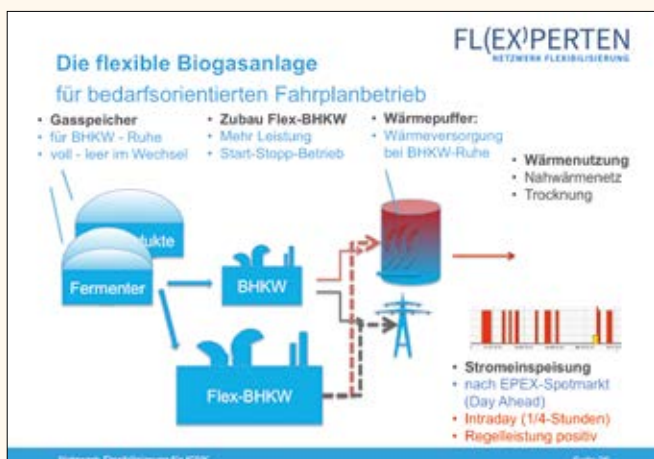 FL(EX)PERTEN
NETZWERK FLEXIBILISIERUNG
Die flexible Biogasanlage
für bedarfsorientierten Fahrplanbetrieb
• Gasspeicher
• für BHKW - Ruhe
• voll - leer im Wechsel
• Zubau Flex-BHKW
• Mehr Leistung
• Start-Stopp-Betrieb
• Wärmepuffer:
• Wärmeversorgung
bei BHKW-Ruhe
• Wärmenutzung
• Nahwärmenetz
• Trocknung
Fermenter
BHKW
Flex-BHKW
• Stromeinspeisung
• nach EPEX-Spotmarkt
(Day Ahead)
• Intraday (1/4-Stunden)
• Regelleistung positiv